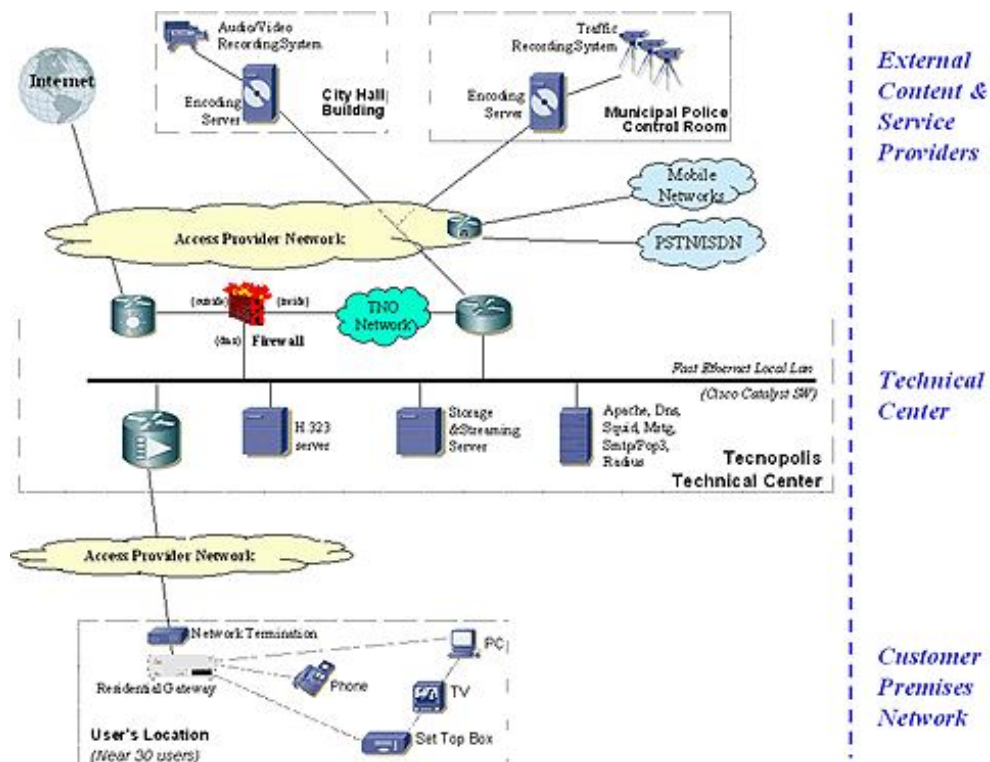 Audio/Video
Recording System
Encoding
Server
City Hall
Building
Traffic
Recording System
Encoding
Server
Municipal Police
Control Room
Internet
External
Content &
Service
Providers
Mobile
Networks
PSTN/ISDN
Access Provider Network
(outside)
(inside)
TNO
Network
(dmz)
Firewall
Fast Ethernet Local Lan
(Cisco Catalyst SW)
Technical
Center
H.323
server
Storage
&Streaming
Server
Apache, Dns,
Squid, Mrtg,
Smtp/Pop3,
Radius
Tecnopolis
Technical Center
Access Provider Network
Network Termination
Residential Gateway
Phone
PC
TV
Set Top Box
User's Location
(Near 30 users)
Customer
Premises
Network